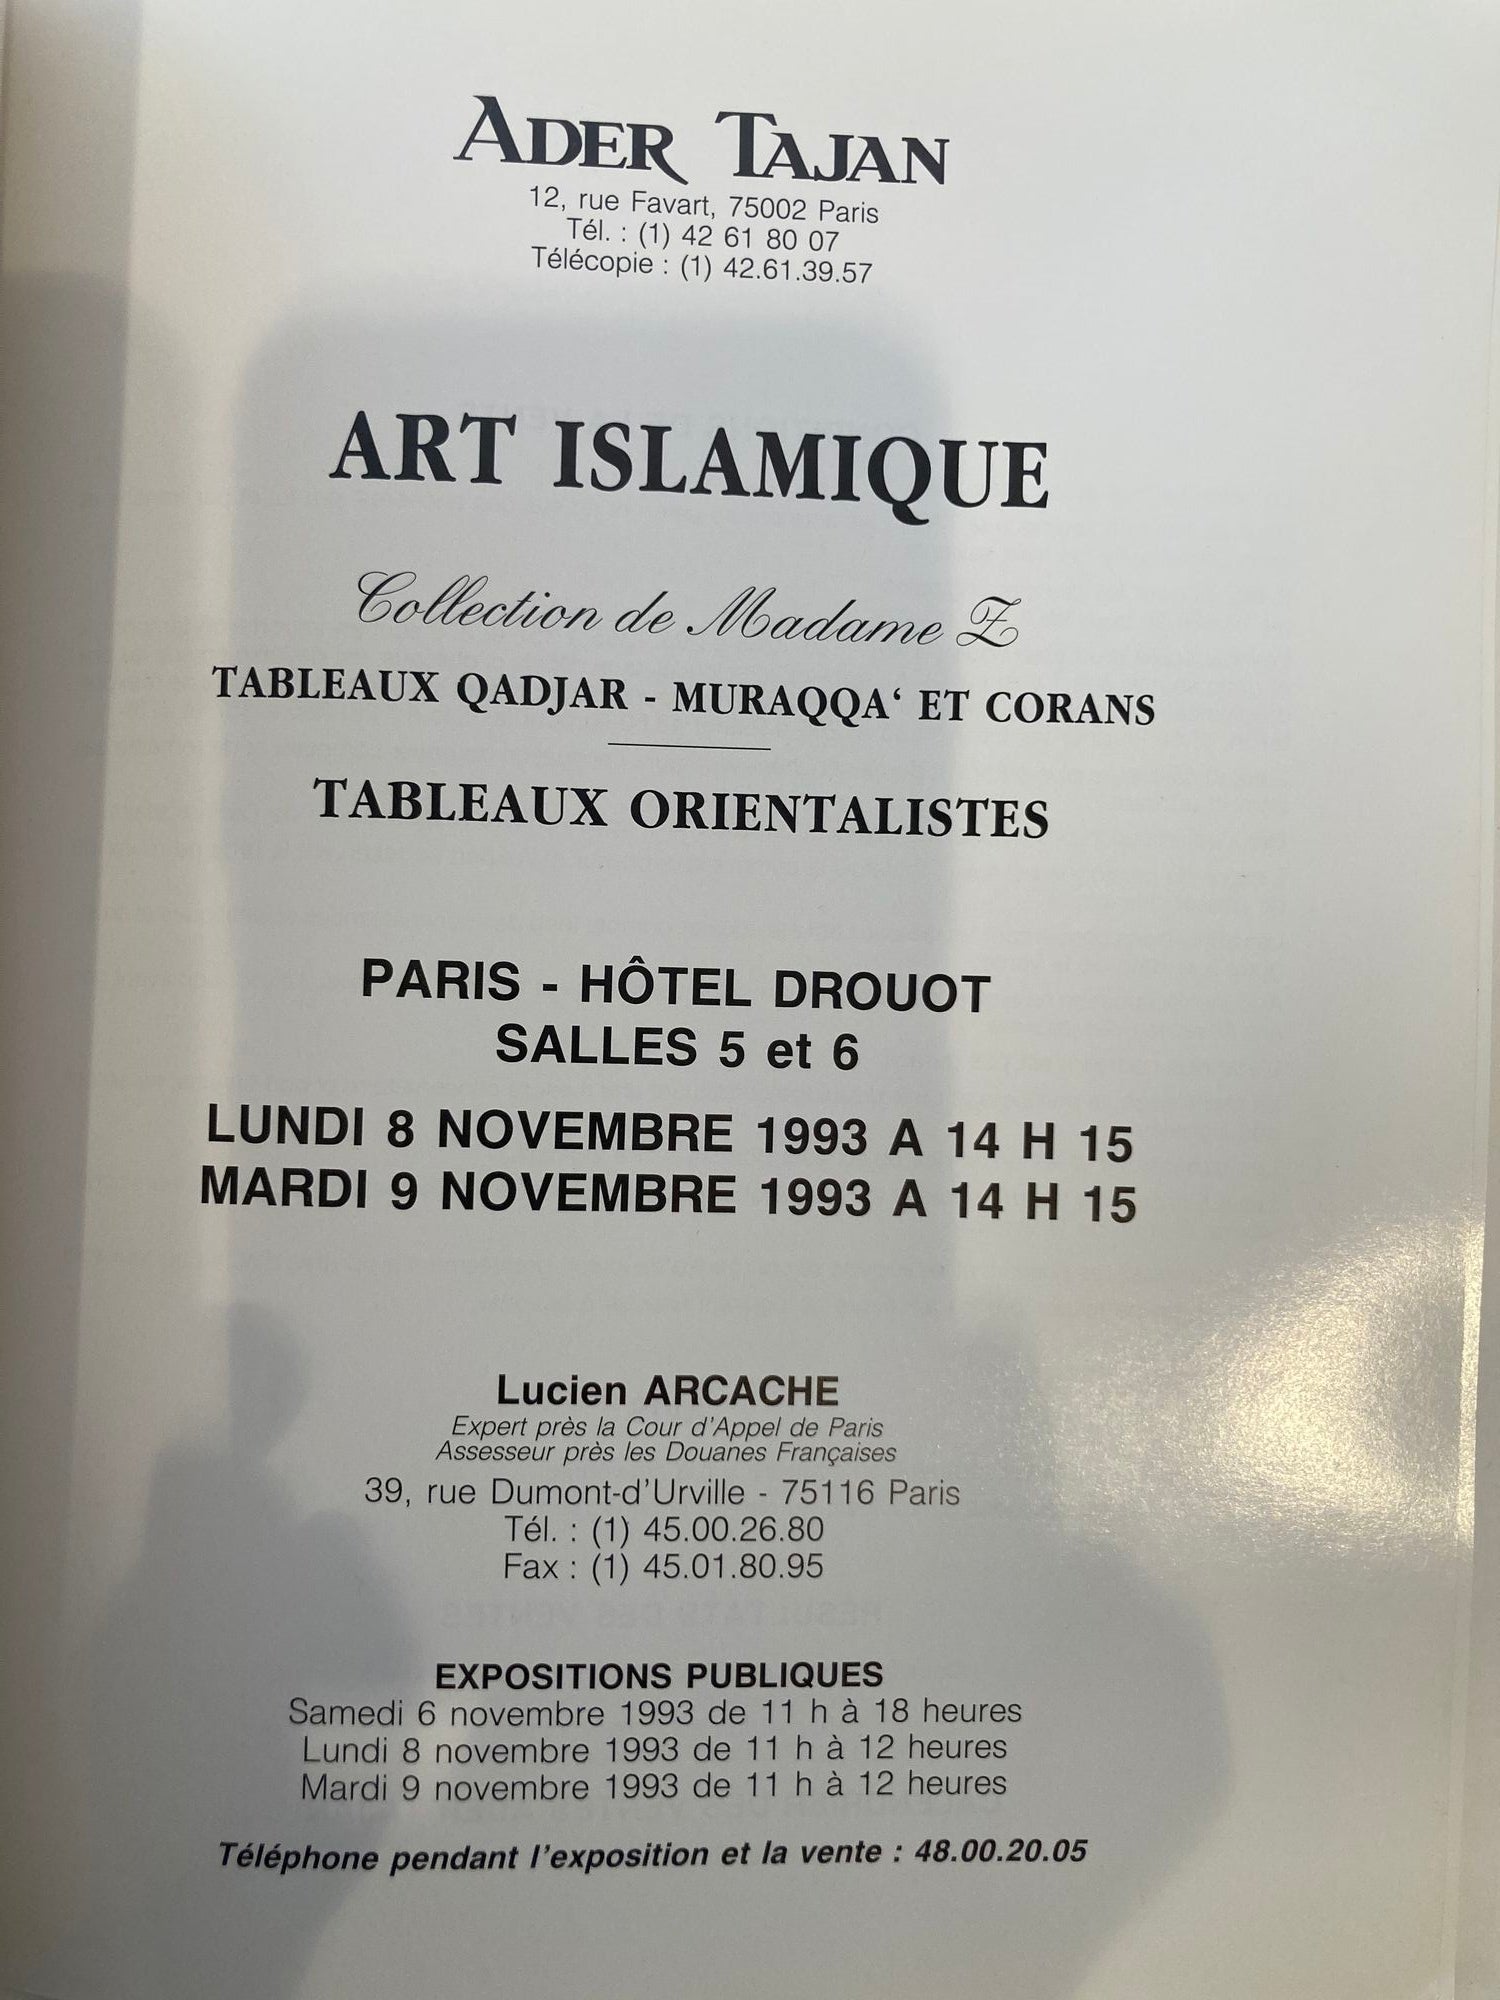 ADER TAJAN
12, rue Favart, 75002 Paris
Tél. : (1) 42 61 80 07
Télécopie : (1) 42.61.39.57
ART ISLAMIQUE
Collection de Madame Z
TABLEAUX QADJAR - MURAQQA‘ ET CORANS
TABLEAUX ORIENTALISTES
PARIS - HÔTEL DROUOT
SALLES 5 et 6
LUNDI 8 NOVEMBRE 1993 A 14 H 15
MARDI 9 NOVEMBRE 1993 A 14 H 15
Lucien ARCACHE
Expert près la Cour d'Appel de Paris
Assesseur près les Douanes Françaises
39, rue Dumont-d'Urville - 75116 Paris
Tél. : (1) 45.00.26.80
Fax : (1) 45.01.80.95
EXPOSITIONS PUBLIQUES
Samedi 6 novembre 1993 de 11 h à 18 heures
Lundi 8 novembre 1993 de 11 h à 12 heures
Mardi 9 novembre 1993 de 11 h à 12 heures
Téléphone pendant l'exposition et la vente : 48.00.20.05